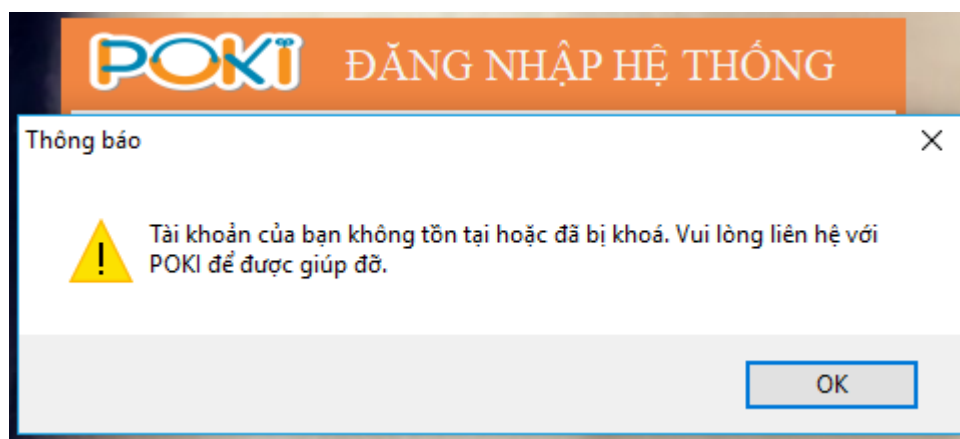 POKI ĐĂNG NHẬP HỆ THỐNG
Thông báo
Tài khoản của bạn không tồn tại hoặc đã bị khoá. Vui lòng liên hệ với
POKI để được giúp đỡ.
OK